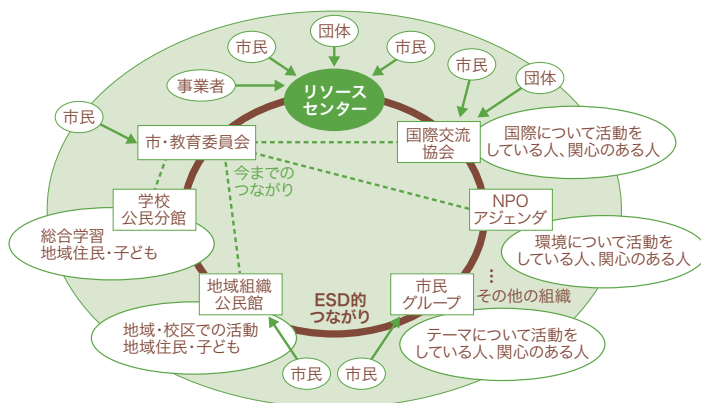 団体
市民
市民
市民
事業者
リソース
センター
団体
市民
市・教育委員会
国際交流
協会
国際について活動を
している人、関心のある人
今までの
つながり
学校
公民分館
NPO
アジェンダ
総合学習
地域住民・子ども
環境について活動を
している人、関心のある人
地域組織
公民館
ESD的
つながり
市民
グループ
⋮
その他の組織
地域・校区での活動
地域住民・子ども
テーマについて活動を
している人、関心のある人
市民
市民